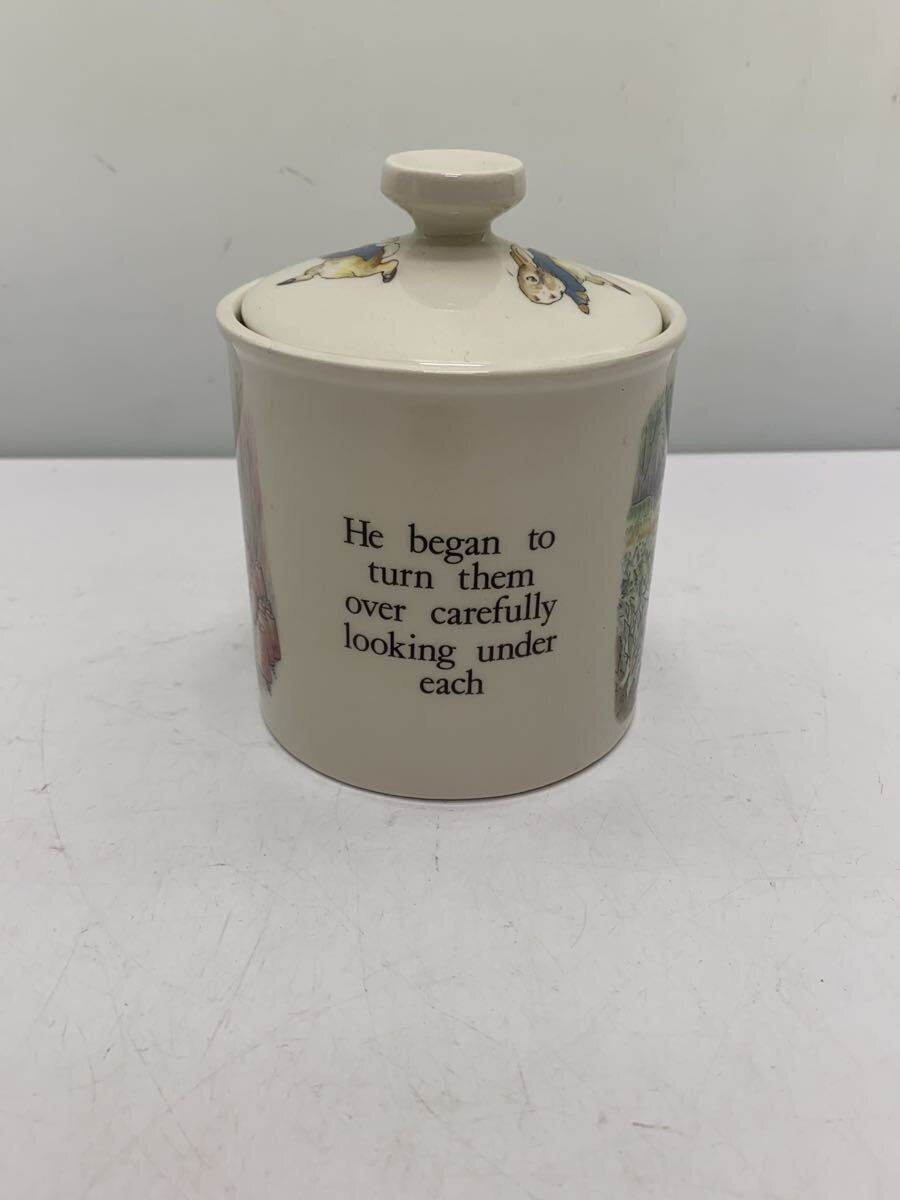 He began to
turn them
over carefully
looking under
each